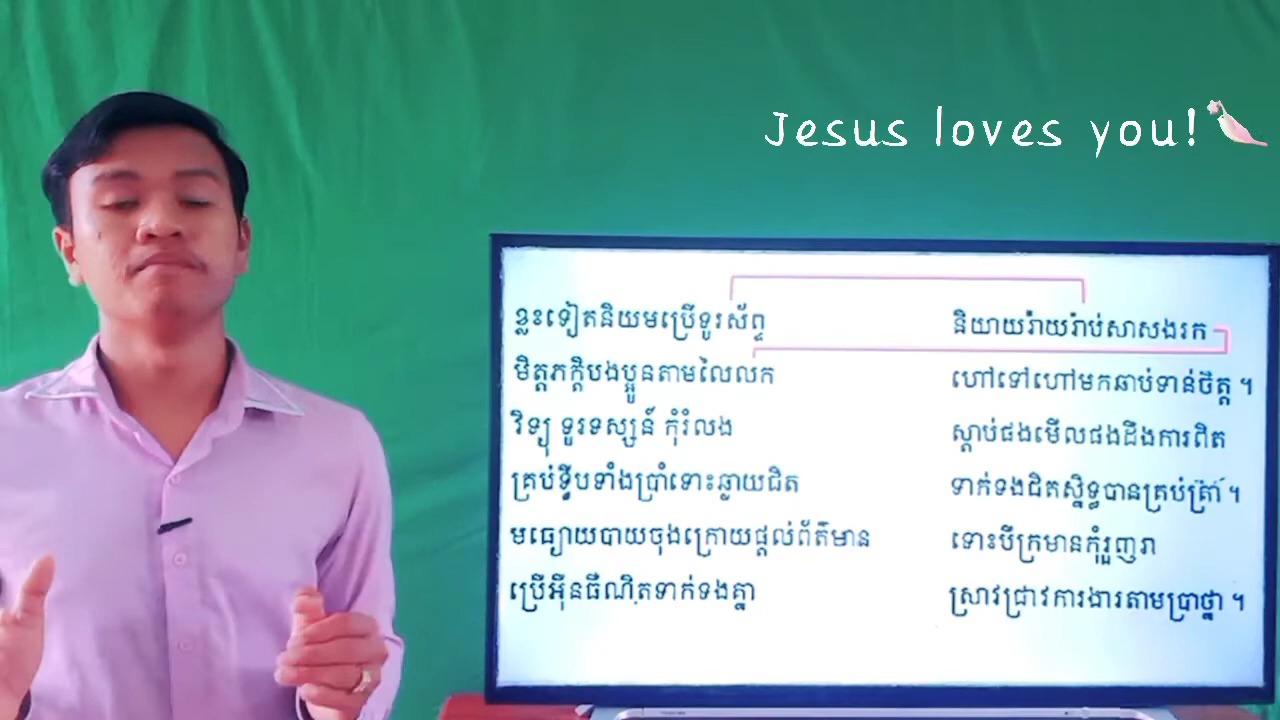 Jesus loves you!
ខ្លះទៀតនិយមប្រើទូរស័ព្ទ និយាយរ៉ាយរ៉ាប់សាសងរក
មិត្តភក្តិបងប្អូនតាមលៃលក ហៅទៅហៅមកឆាប់ទាន់ចិត្ត ។
វិទ្យុ ទូរទស្សន៍ កុំរំលង ស្តាប់ផងមើលផងដឹងការពិត
គ្រប់ទ្វីបទាំងប្រាំទោះឆ្ងាយជិត ទាក់ទងជិតស្និទ្ធបានគ្រប់គ្រា ។
មធ្យោបាយចុងក្រោយផ្តល់ព័ត៌មាន ទោះបីក្រមានកុំរួញរា
ប្រើអ៊ីនធឺណិតទាក់ទងគ្នា ស្រាវជ្រាវការងារតាមប្រាថ្នា ។